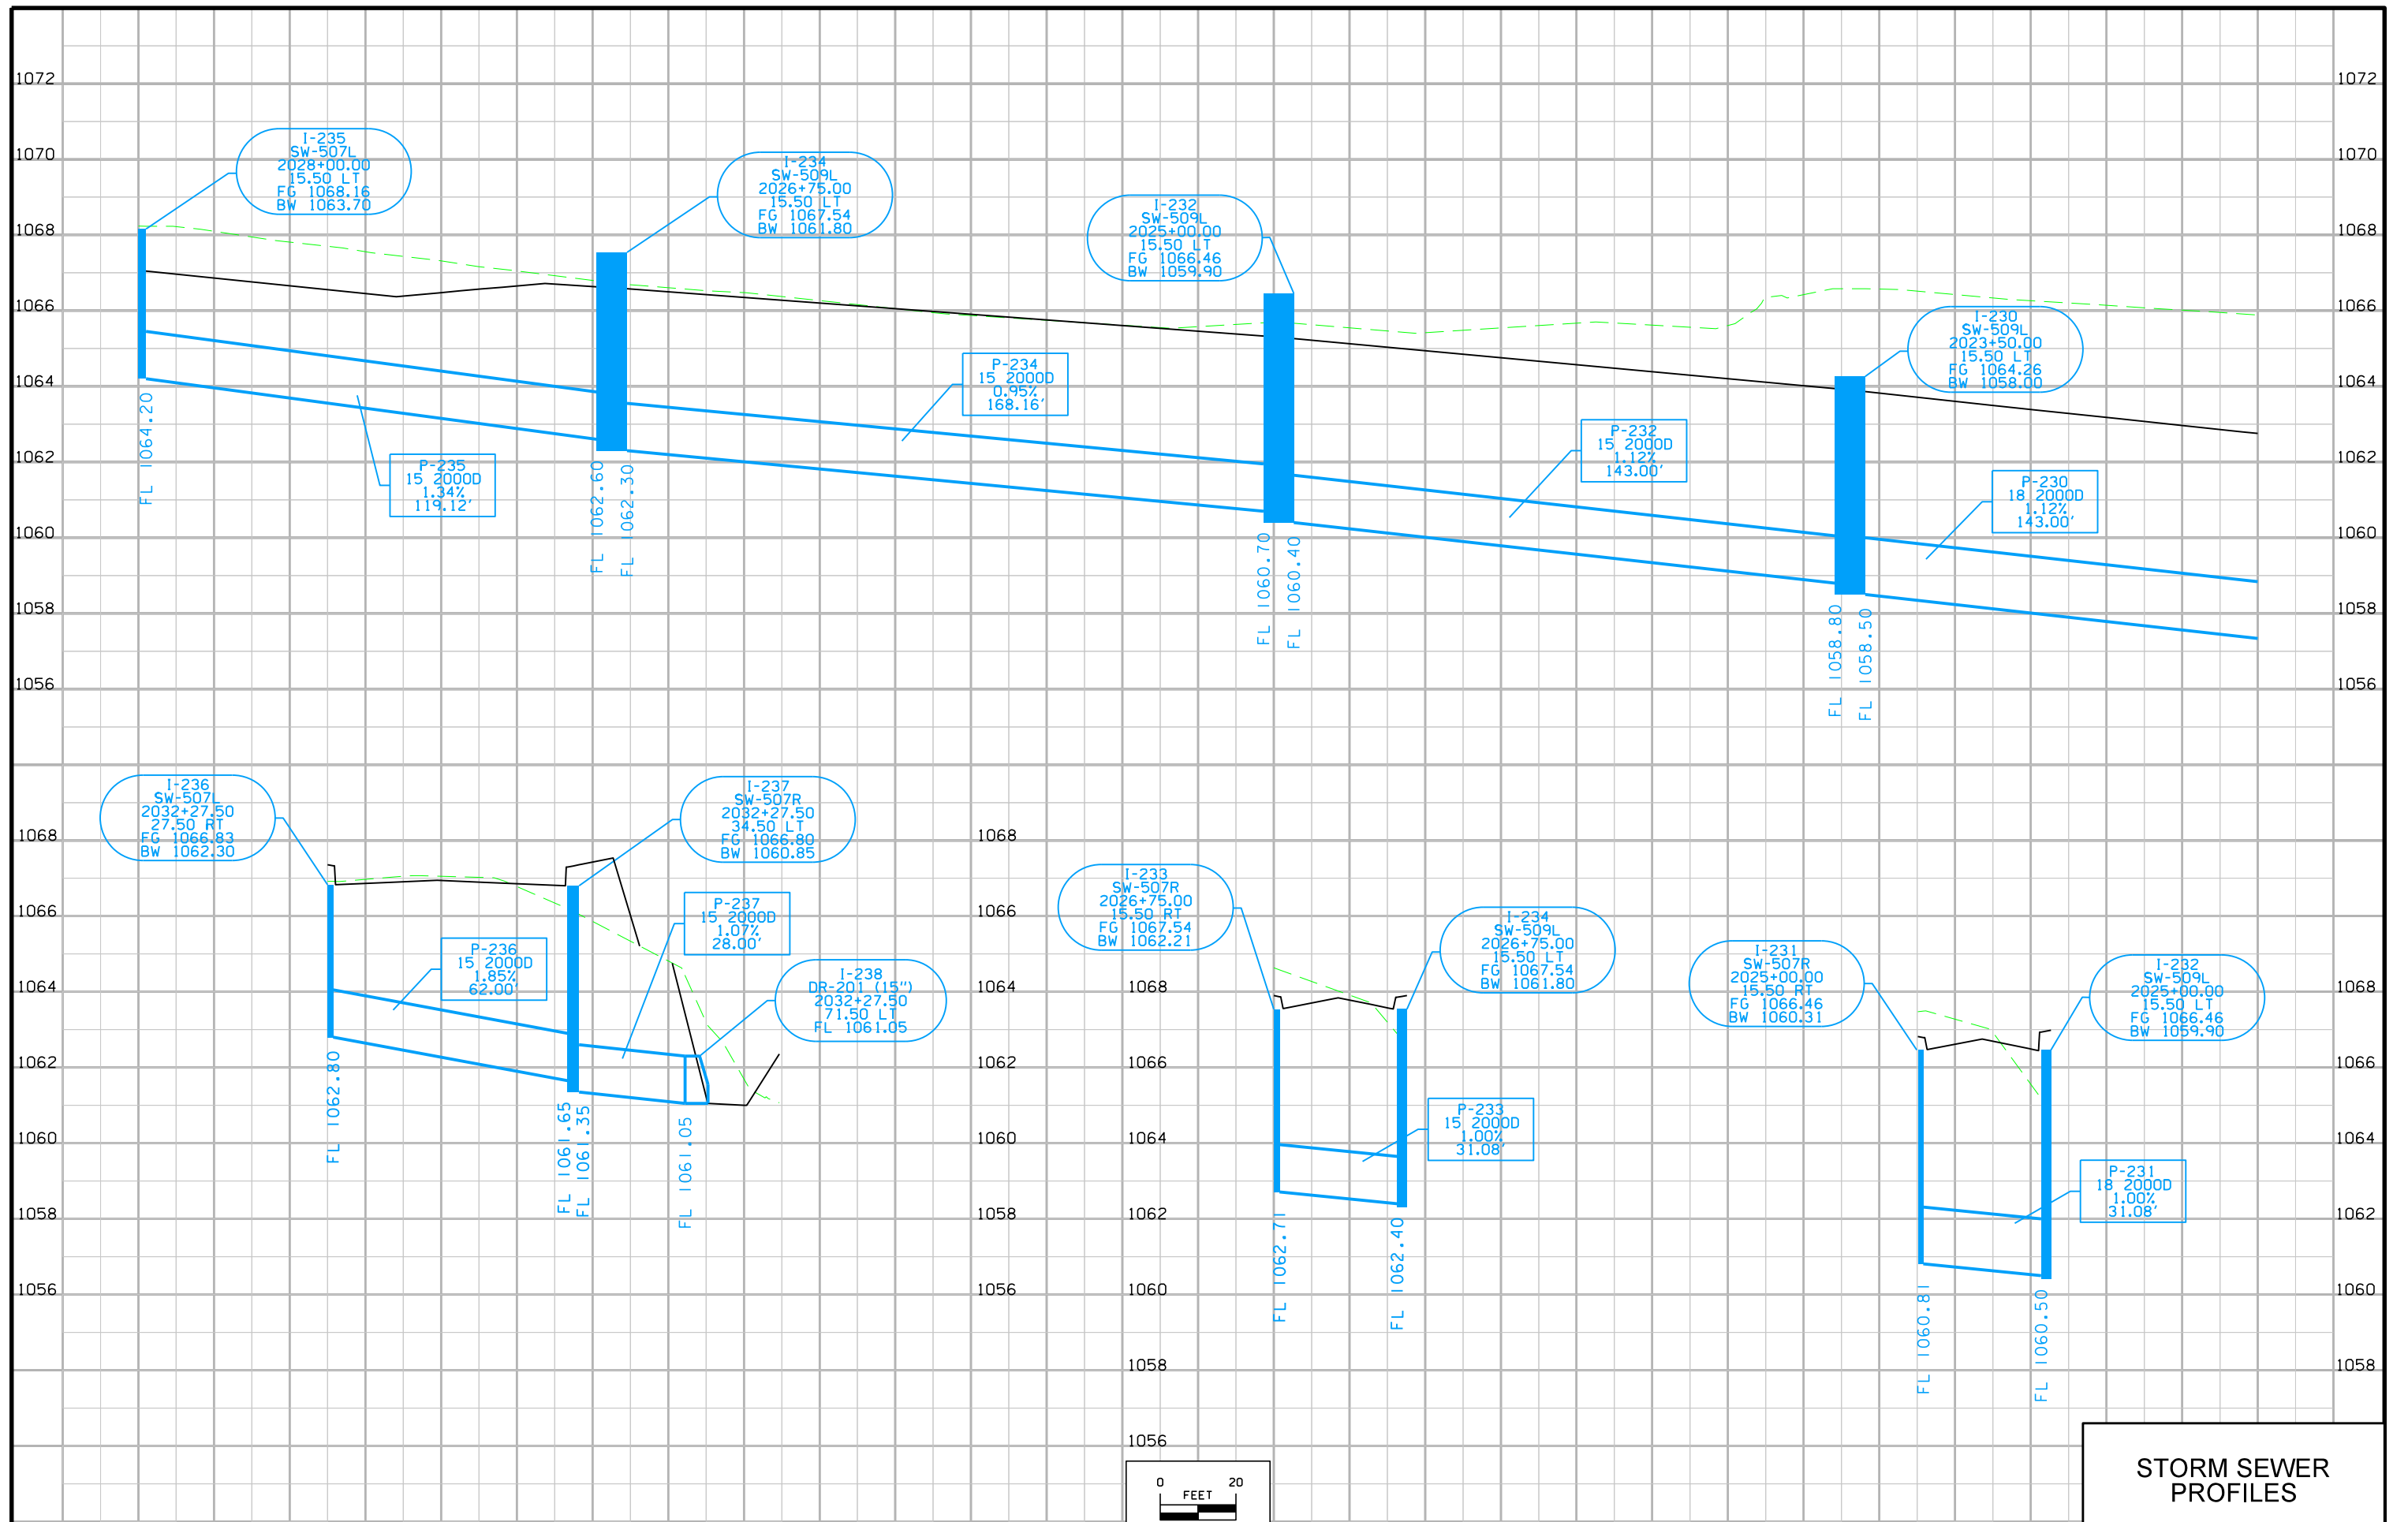 1072
1072
1070
1070
1068
1068
1066
1066
1064
1064
1062
1062
1060
1060
1058
1058
1056
1056
I-235
SW-507L
2028+00.00
15.50 LT
FG 1068.16
BW 1063.70
I-234
SW-509L
2026+75.00
15.50 LT
FG 1067.54
BW 1061.80
I-232
SW-509L
2025+00.00
15.50 LT
FG 1066.46
BW 1059.90
I-230
SW-509L
2023+50.00
15.50 LT
FG 1064.26
BW 1058.00
P-235
15 2000D
1.34%
119.12'
P-234
15 2000D
0.95%
168.16'
P-232
15 2000D
1.12%
143.00'
P-230
18 2000D
1.12%
143.00'
FL 1064.20
FL 1062.60
FL 1062.30
FL 1060.70
FL 1060.40
FL 1058.80
FL 1058.50
1068
1066
1064
1062
1060
1058
1056
I-236
SW-507L
2032+27.50
27.50 RT
FG 1066.83
BW 1062.30
I-237
SW-507R
2032+27.50
34.50 LT
FG 1066.80
BW 1060.85
P-236
15 2000D
1.85%
62.00'
P-237
15 2000D
1.07%
28.00'
I-238
DR-201 (15")
2032+27.50
71.50 LT
FL 1061.05
FL 1062.80
FL 1061.65
FL 1061.35
FL 1061.05
1068
1066
1064
1062
1060
1058
1056
1068
1066
1064
1062
1060
1058
1056
I-233
SW-507R
2026+75.00
15.50 RT
FG 1067.54
BW 1062.21
I-234
SW-509L
2026+75.00
15.50 LT
FG 1067.54
BW 1061.80
P-233
15 2000D
1.00%
31.08'
FL 1062.71
FL 1062.40
I-231
SW-507R
2025+00.00
15.50 RT
FG 1066.46
BW 1060.31
I-232
SW-509L
2025+00.00
15.50 LT
FG 1066.46
BW 1059.90
P-231
18 2000D
1.00%
31.08'
FL 1060.81
FL 1060.50
1068
1066
1064
1062
1060
1058
0 20
FEET
STORM SEWER
PROFILES